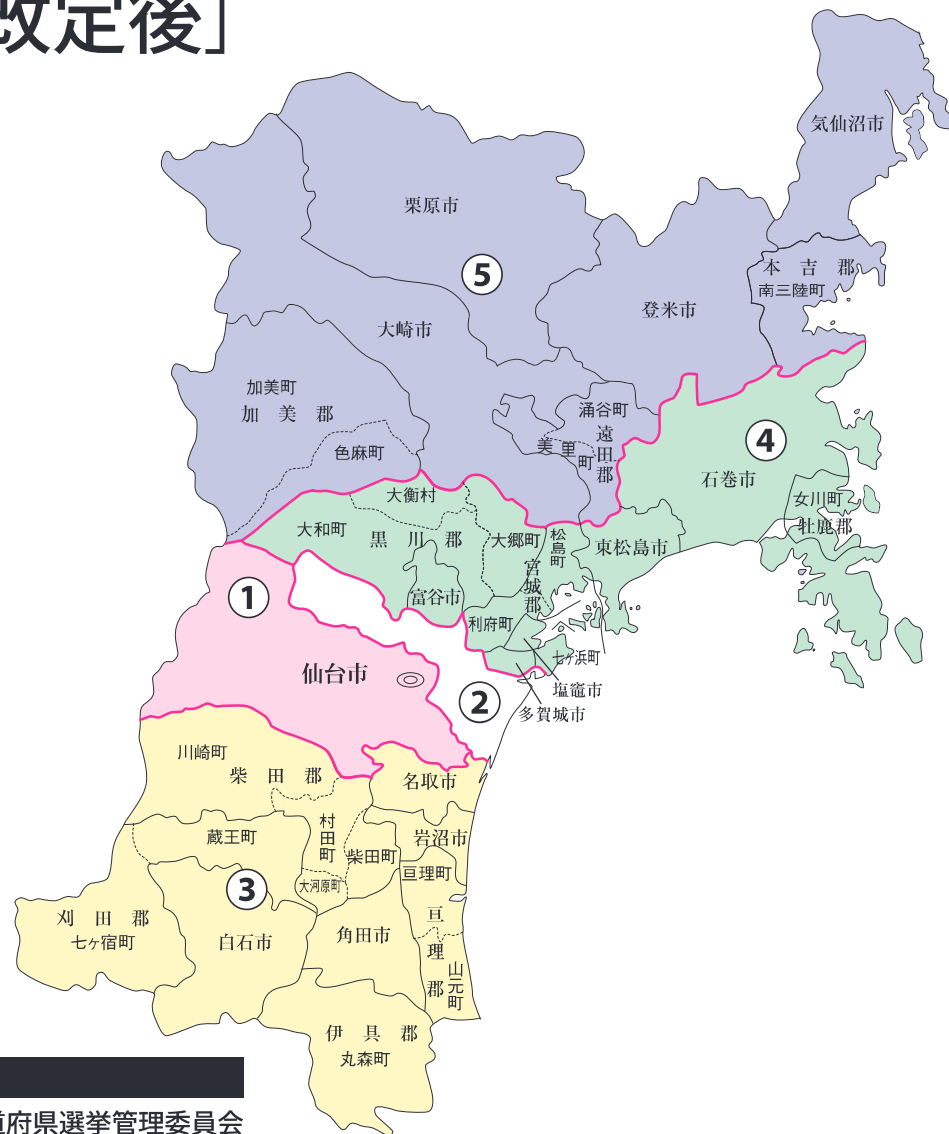 改定後］
気仙沼市
栗原市
⑤
本吉郡
南三陸町
登米市
大崎市
加美町
加美郡
涌谷町
遠田郡
美里町
色麻町
④
石巻市
大衡村
女川町
牡鹿郡
大和町
黒川郡
大郷町
松島町
東松島市
宮城郡
富谷市
①
利府町
七ヶ浜町
仙台市
塩竈市
②
多賀城市
川崎町
柴田郡
名取市
村田町
蔵王町
岩沼市
柴田町
亘理町
③
大河原町
刈田郡
七ヶ宿町
白石市
角田市
亘理郡
山元町
伊具郡
丸森町
府県選挙管理委員会